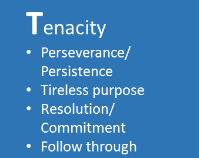 Tenacity
• Perseverance/
Persistence
• Tireless purpose
• Resolution/
Commitment
• Follow through